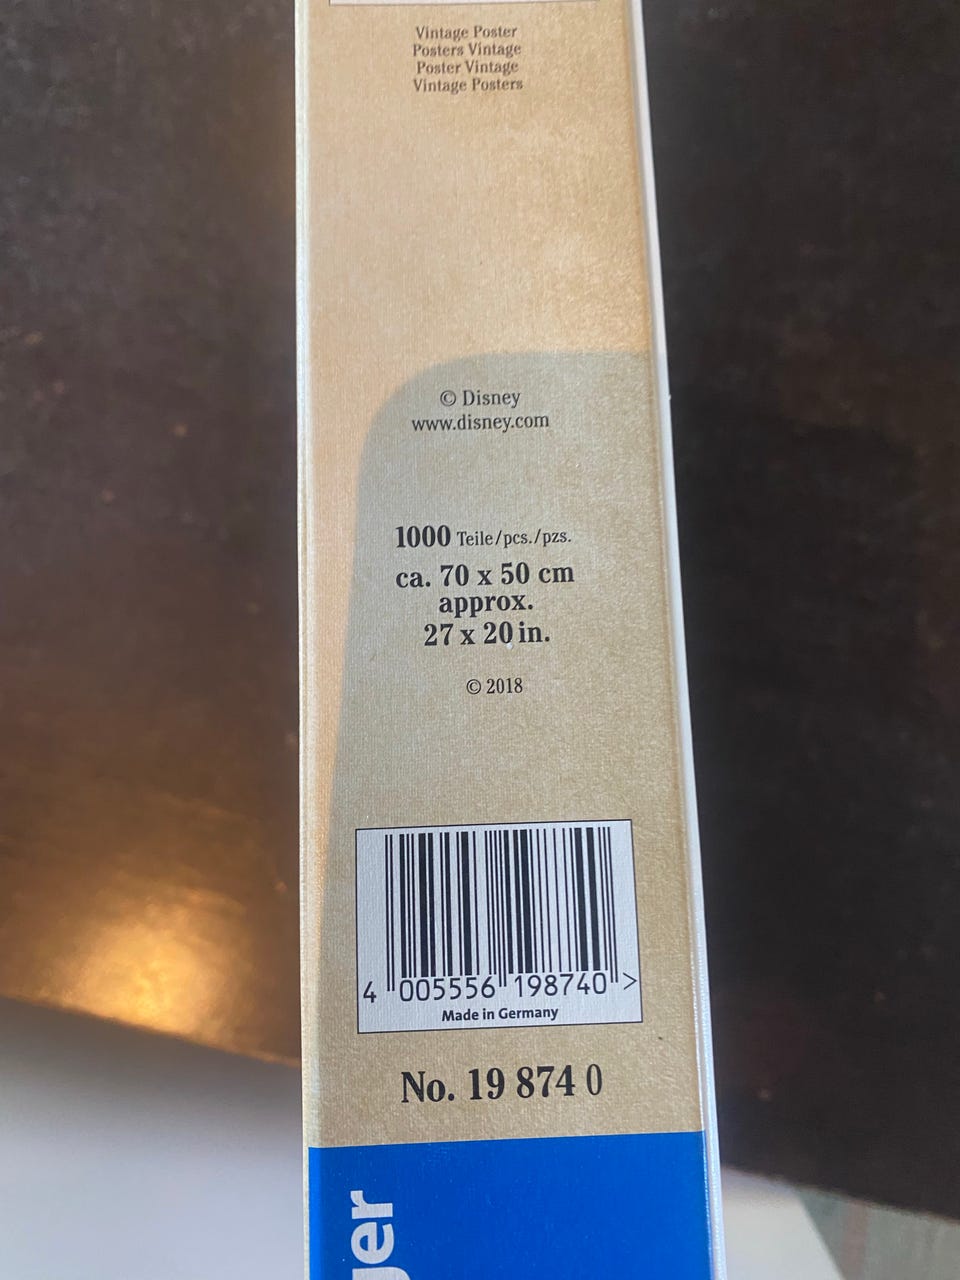 Vintage Poster
Posters Vintage
Poster Vintage
Vintage Posters
© Disney
www.disney.com
1000 Teile/pcs./pzs.
ca. 70 x 50 cm
approx.
27 x 20 in.
© 2018
4 005556 198740 >
Made in Germany
No. 19 874 0
ger